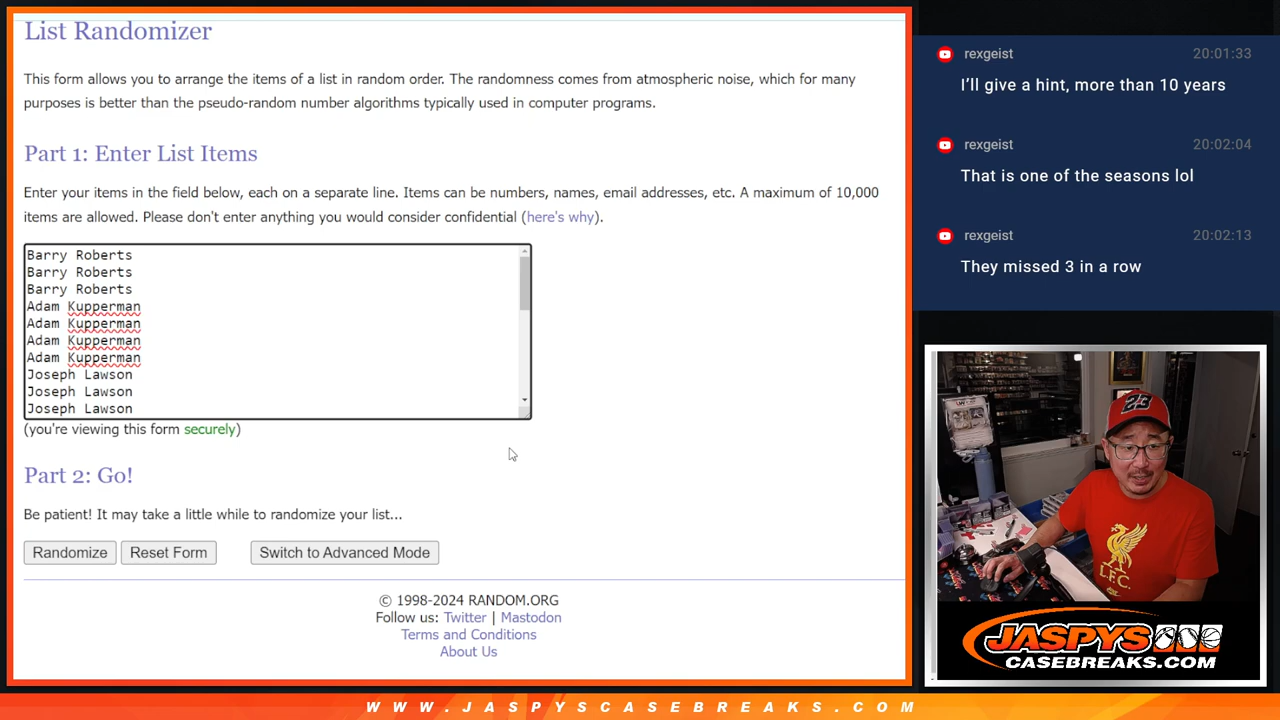 List Randomizer
This form allows you to arrange the items of a list in random order. The randomness comes from atmospheric noise, which for many
purposes is better than the pseudo-random number algorithms typically used in computer programs.
Part 1: Enter List Items
Enter your items in the field below, each on a separate line. Items can be numbers, names, email addresses, etc. A maximum of 10,000
items are allowed. Please don't enter anything you would consider confidential (here's why).
Barry Roberts
Barry Roberts
Barry Roberts
Adam Kupperman
Adam Kupperman
Adam Kupperman
Adam Kupperman
Joseph Lawson
Joseph Lawson
Joseph Lawson
(you're viewing this form securely)
Part 2: Go!
Be patient! It may take a little while to randomize your list...
Randomize Reset Form Switch to Advanced Mode
© 1998-2024 RANDOM.ORG
Follow us: Twitter | Mastodon
Terms and Conditions
About Us
rexgeist 20:01:33
I'll give a hint, more than 10 years
rexgeist 20:02:04
That is one of the seasons lol
rexgeist 20:02:13
They missed 3 in a row
23
L.F.C.
JASPYS
CASEBREAKS.COM
WWW.JASPYSCASEBREAKS.COM